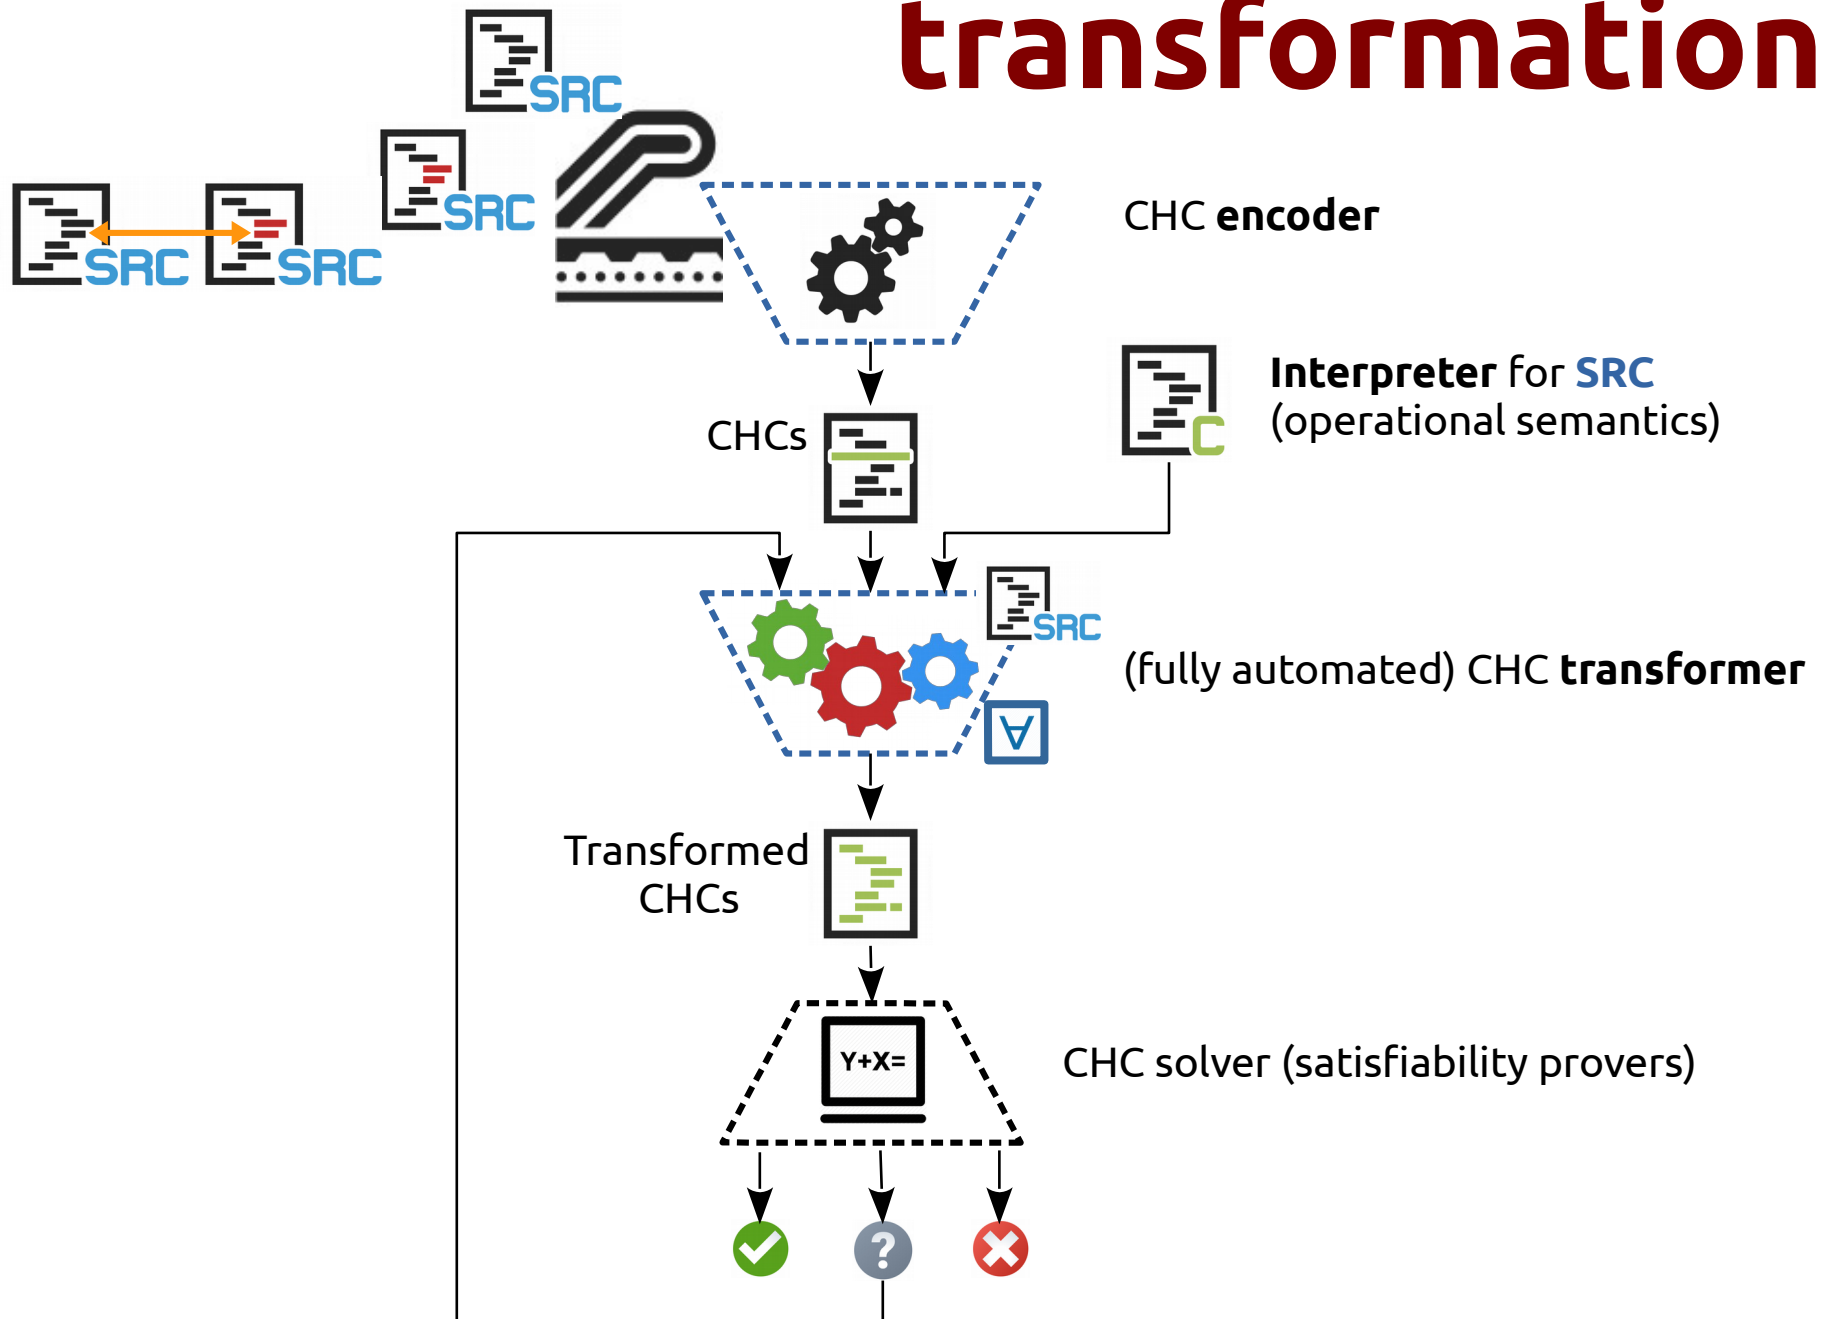 transformation
SRC
SRC
SRC
SRC
CHC encoder
Interpreter for SRC
(operational semantics)
C
CHCs
SRC
(fully automated) CHC transformer
∀
Transformed
CHCs
Y+X=
CHC solver (satisfiability provers)
?